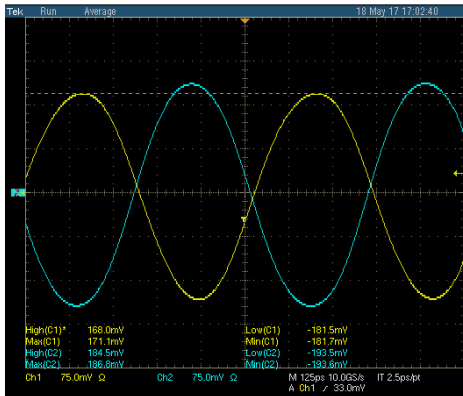 Tek Run Average 18 May 17 17:02:40
High(C1)* 168.0mV Low(C1) -181.5mV
Max(C1) 171.1mV Min(C1) -181.7mV
High(C2) 184.5mV Low(C2) -193.5mV
Max(C2) 186.8mV Min(C2) -193.6mV
Ch1 75.0mV Ω Ch2 75.0mV Ω M 125ps 10.0GS/s IT 2.5ps/pt
A Ch1 ⁄ 33.0mV